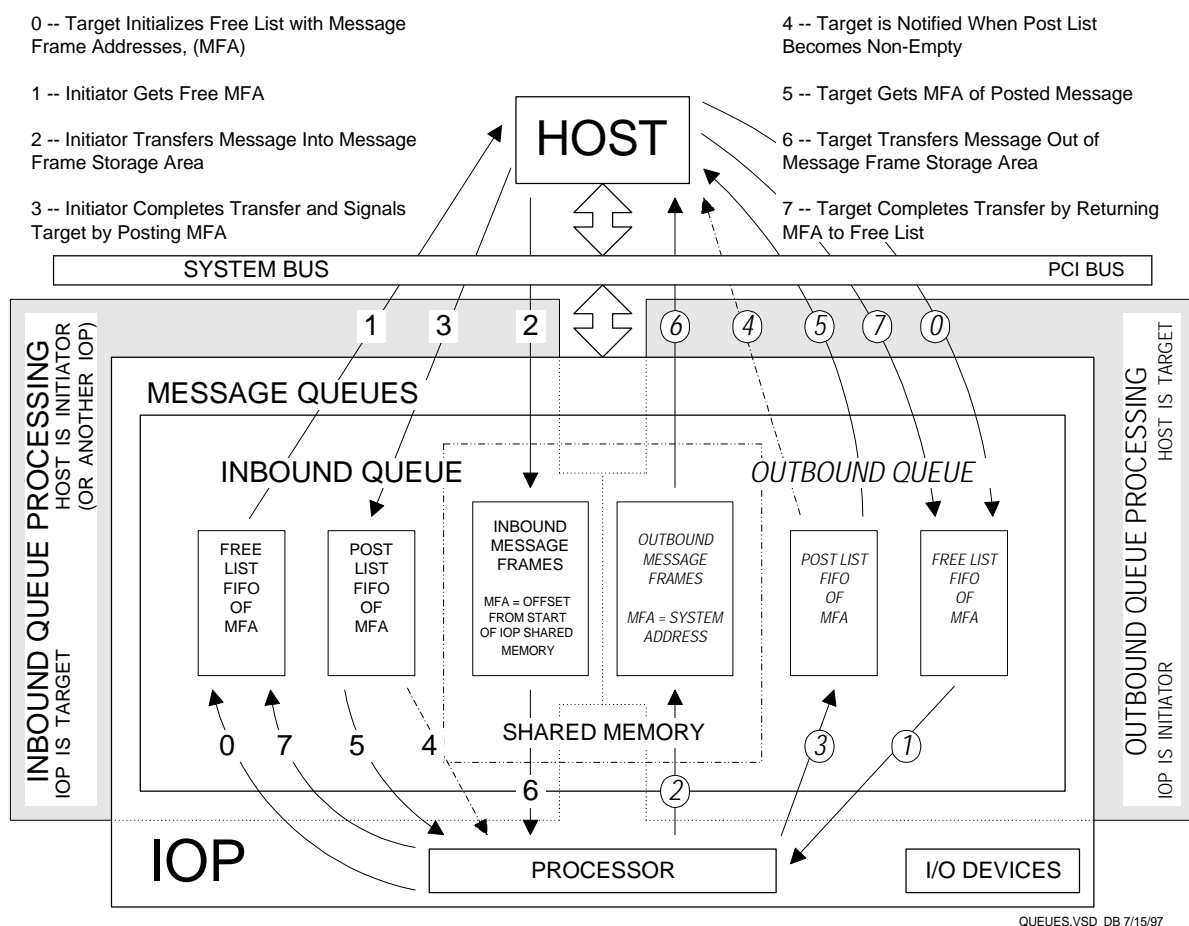 0 -- Target Initializes Free List with Message
Frame Addresses, (MFA)
1 -- Initiator Gets Free MFA
2 -- Initiator Transfers Message Into Message
Frame Storage Area
3 -- Initiator Completes Transfer and Signals
Target by Posting MFA
4 -- Target is Notified When Post List
Becomes Non-Empty
5 -- Target Gets MFA of Posted Message
6 -- Target Transfers Message Out of
Message Frame Storage Area
7 -- Target Completes Transfer by Returning
MFA to Free List
HOST
SYSTEM BUS
PCI BUS
1
3
2
6
4
5
7
0
INBOUND QUEUE PROCESSING
HOST IS INITIATOR
(OR ANOTHER IOP)
IOP IS TARGET
MESSAGE QUEUES
INBOUND QUEUE
OUTBOUND QUEUE
FREE
LIST
FIFO
OF
MFA
POST
LIST
FIFO
OF
MFA
INBOUND
MESSAGE
FRAMES
MFA = OFFSET
FROM START
OF IOP SHARED
MEMORY
OUTBOUND
MESSAGE
FRAMES
MFA = SYSTEM
ADDRESS
POST LIST
FIFO
OF
MFA
FREE LIST
FIFO
OF
MFA
SHARED MEMORY
0
7
5
4
6
2
3
1
OUTBOUND QUEUE PROCESSING
HOST IS TARGET
IOP IS INITIATOR
IOP
PROCESSOR
I/O DEVICES
QUEUES.VSD DB 7/15/97